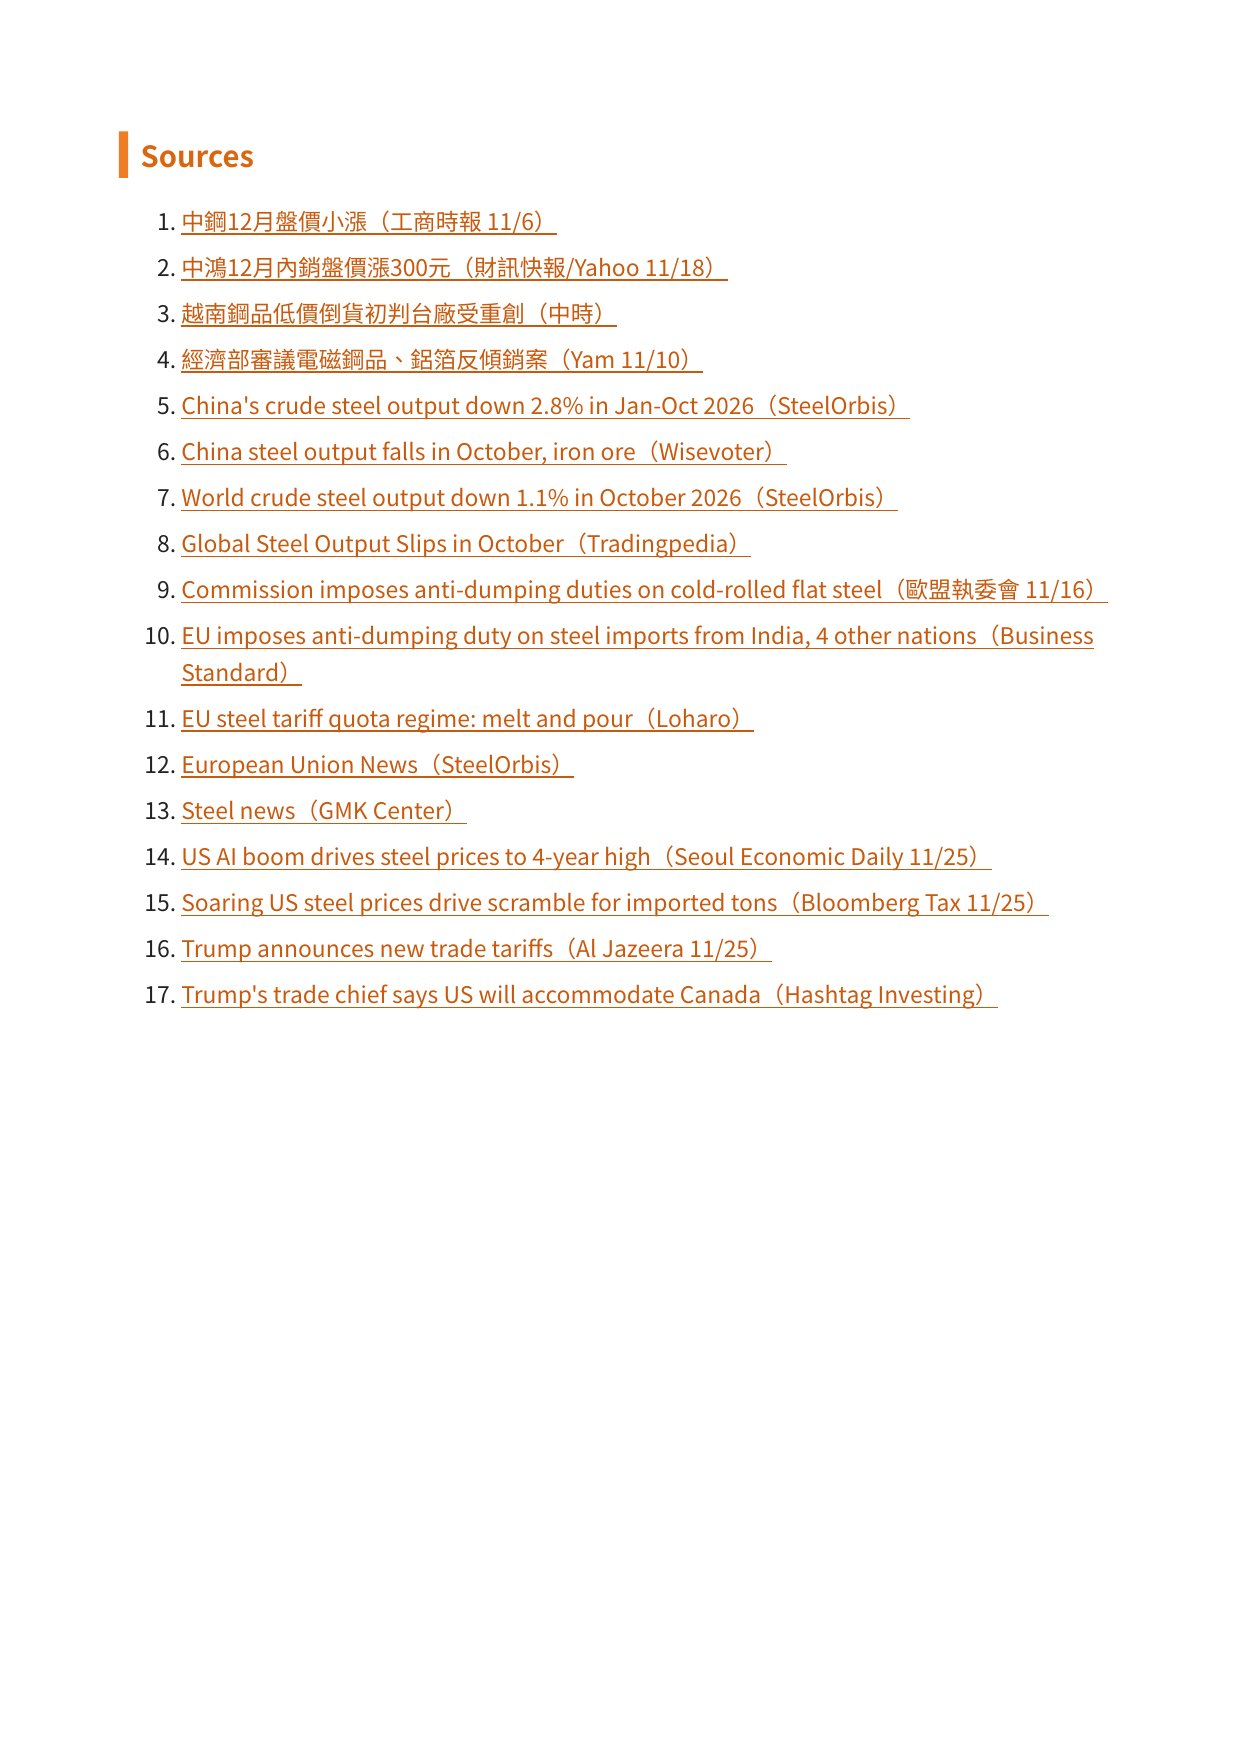 Sources
1. 中鋼12月盤價小漲（工商時報 11/6）
2. 中鴻12月內銷盤價漲300元（財訊快報/Yahoo 11/18）
3. 越南鋼品低價倒貨初判台廠受重創（中時）
4. 經濟部審議電磁鋼品、鋁箔反傾銷案（Yam 11/10）
5. China's crude steel output down 2.8% in Jan-Oct 2026（SteelOrbis）
6. China steel output falls in October, iron ore（Wisevoter）
7. World crude steel output down 1.1% in October 2026（SteelOrbis）
8. Global Steel Output Slips in October（Tradingpedia）
9. Commission imposes anti-dumping duties on cold-rolled flat steel（歐盟執委會 11/16）
10. EU imposes anti-dumping duty on steel imports from India, 4 other nations（Business
Standard）
11. EU steel tariff quota regime: melt and pour（Loharo）
12. European Union News（SteelOrbis）
13. Steel news（GMK Center）
14. US AI boom drives steel prices to 4-year high（Seoul Economic Daily 11/25）
15. Soaring US steel prices drive scramble for imported tons（Bloomberg Tax 11/25）
16. Trump announces new trade tariffs（Al Jazeera 11/25）
17. Trump's trade chief says US will accommodate Canada（Hashtag Investing）